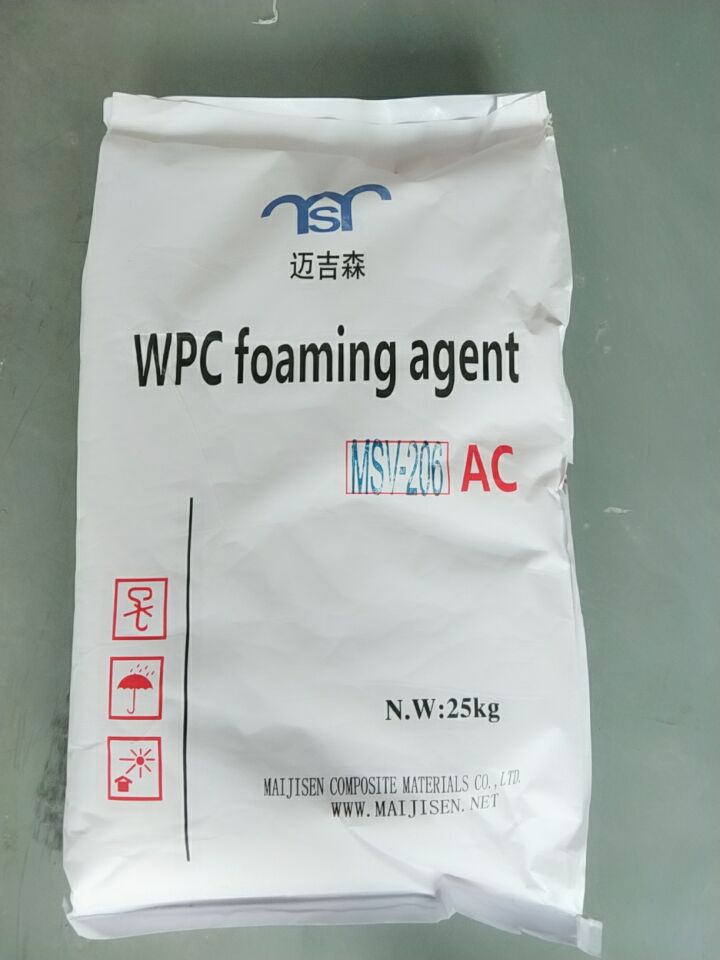 迈吉森
WPC foaming agent
MSV-206 AC
N.W:25kg
MAIJISEN COMPOSITE MATERIALS CO.,LTD.
WWW.MAIJISEN.NET